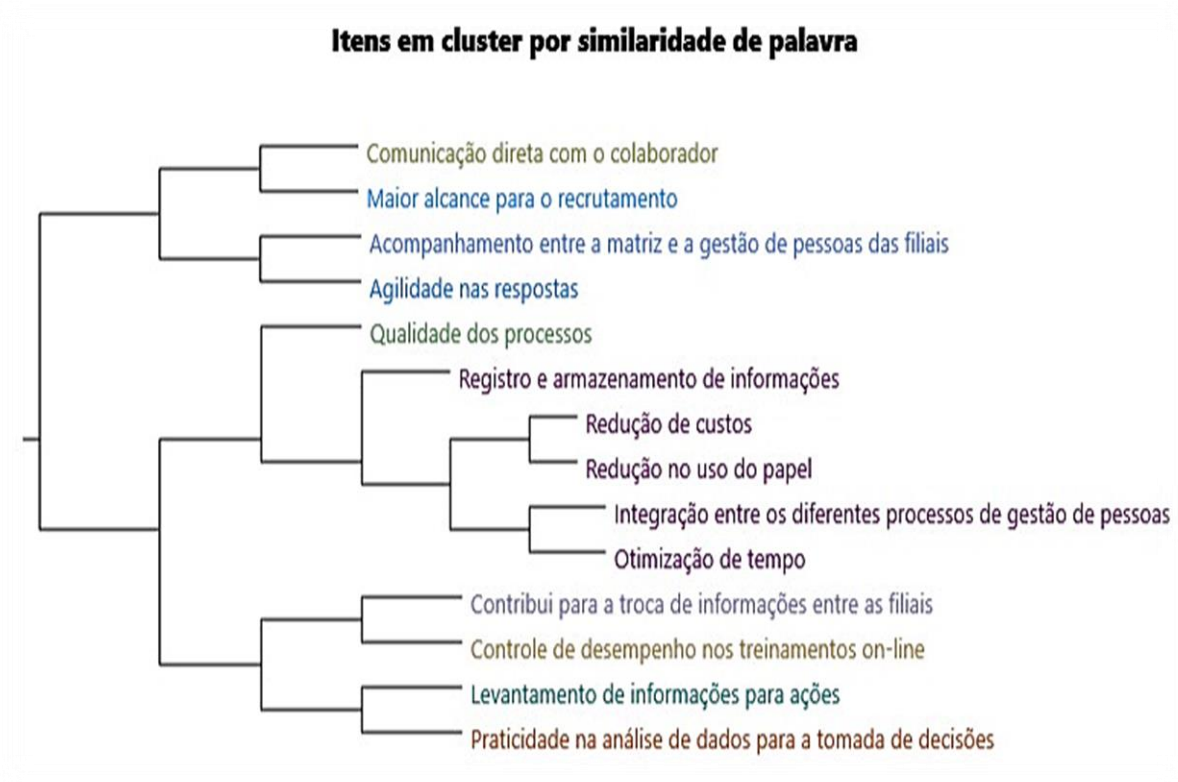 Itens em cluster por similaridade de palavra
Comunicação direta com o colaborador
Maior alcance para o recrutamento
Acompanhamento entre a matriz e a gestão de pessoas das filiais
Agilidade nas respostas
Qualidade dos processos
Registro e armazenamento de informações
Redução de custos
Redução no uso do papel
Integração entre os diferentes processos de gestão de pessoas
Otimização de tempo
Contribui para a troca de informações entre as filiais
Controle de desempenho nos treinamentos on-line
Levantamento de informações para ações
Praticidade na análise de dados para a tomada de decisões